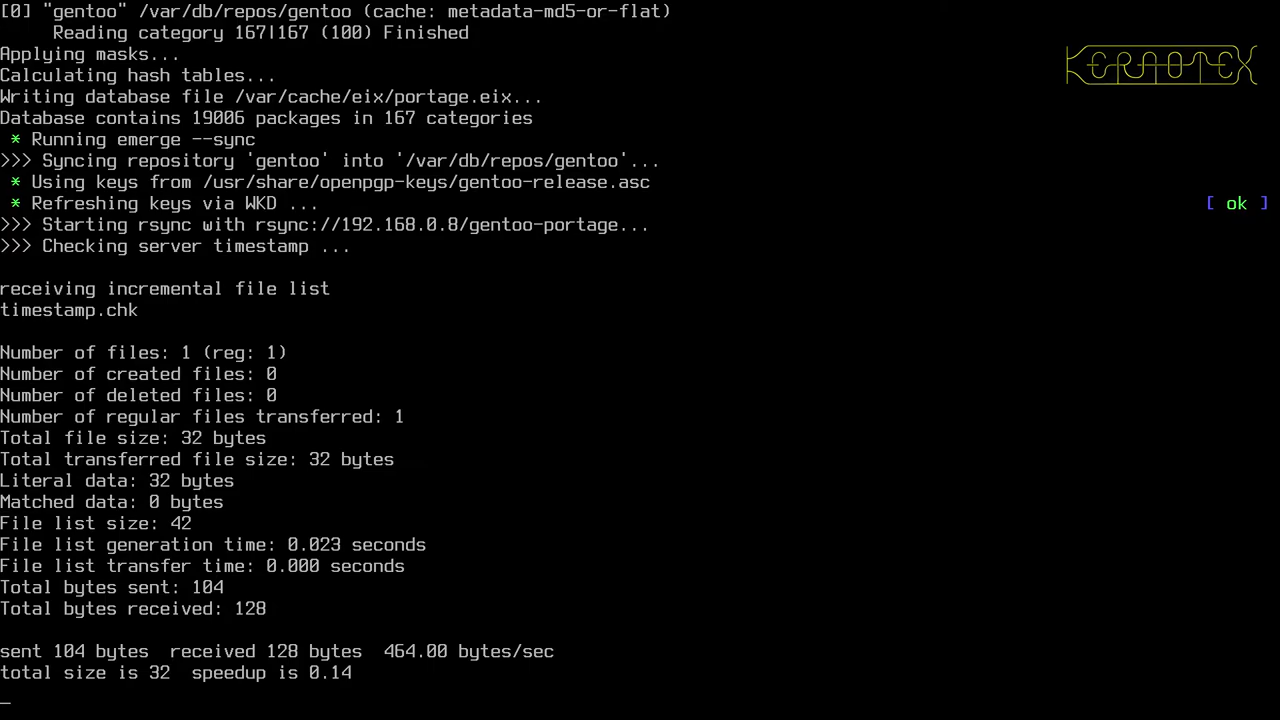 [0] "gentoo" /var/db/repos/gentoo (cache: metadata-md5-or-flat)
     Reading category 167|167 (100) Finished
Applying masks...
Calculating hash tables...
Writing database file /var/cache/eix/portage.eix...
Database contains 19006 packages in 167 categories
 * Running emerge --sync
>>> Syncing repository 'gentoo' into '/var/db/repos/gentoo'...
 * Using keys from /usr/share/openpgp-keys/gentoo-release.asc
 * Refreshing keys via WKD ... [ ok ]
>>> Starting rsync with rsync://192.168.0.8/gentoo-portage...
>>> Checking server timestamp ...
receiving incremental file list
timestamp.chk
Number of files: 1 (reg: 1)
Number of created files: 0
Number of deleted files: 0
Number of regular files transferred: 1
Total file size: 32 bytes
Total transferred file size: 32 bytes
Literal data: 32 bytes
Matched data: 0 bytes
File list size: 42
File list generation time: 0.023 seconds
File list transfer time: 0.000 seconds
Total bytes sent: 104
Total bytes received: 128
sent 104 bytes  received 128 bytes  464.00 bytes/sec
total size is 32  speedup is 0.14